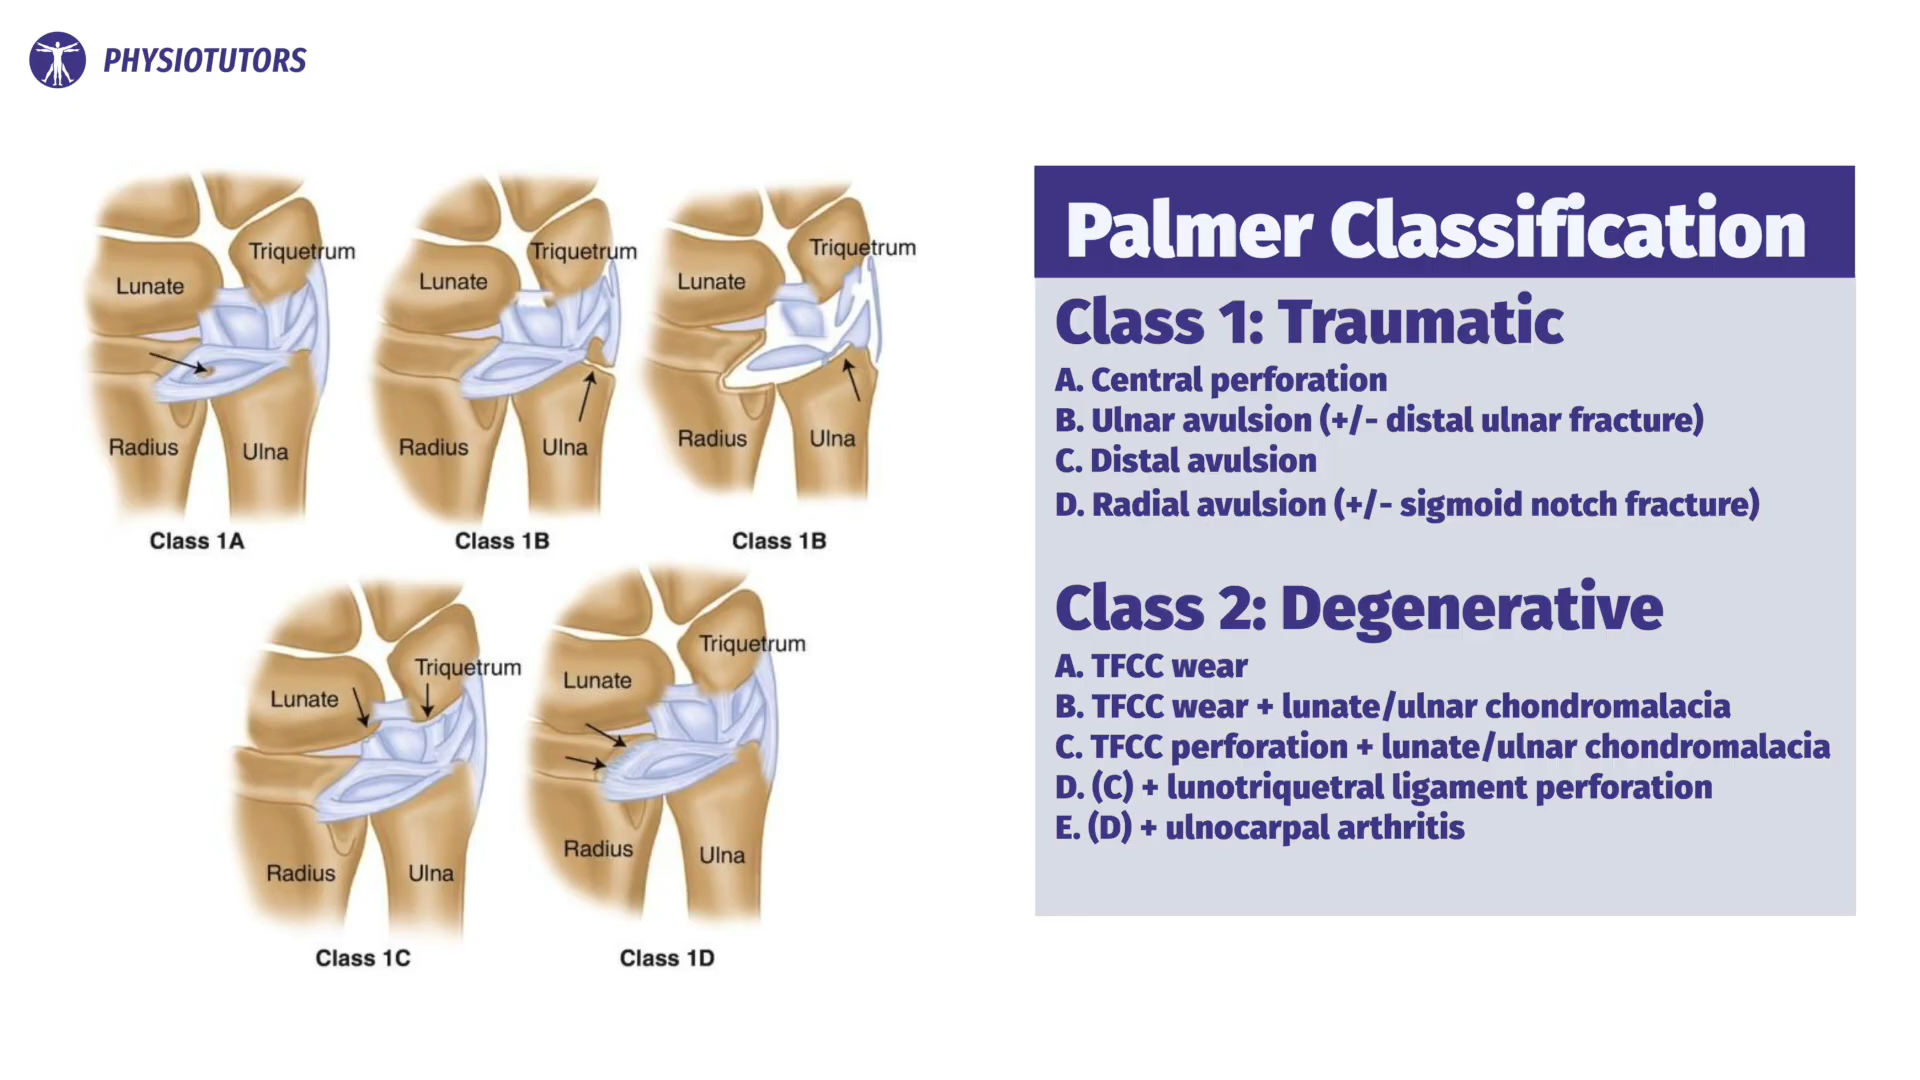 PHYSIOTUTORS
Triquetrum
Lunate
Radius
Ulna
Class 1A
Triquetrum
Lunate
Radius
Ulna
Class 1B
Triquetrum
Lunate
Radius
Ulna
Class 1B
Triquetrum
Lunate
Radius
Ulna
Class 1C
Triquetrum
Lunate
Radius
Ulna
Class 1D
Palmer Classification
Class 1: Traumatic
A. Central perforation
B. Ulnar avulsion (+/- distal ulnar fracture)
C. Distal avulsion
D. Radial avulsion (+/- sigmoid notch fracture)
Class 2: Degenerative
A. TFCC wear
B. TFCC wear + lunate/ulnar chondromalacia
C. TFCC perforation + lunate/ulnar chondromalacia
D. (C) + lunotriquetral ligament perforation
E. (D) + ulnocarpal arthritis